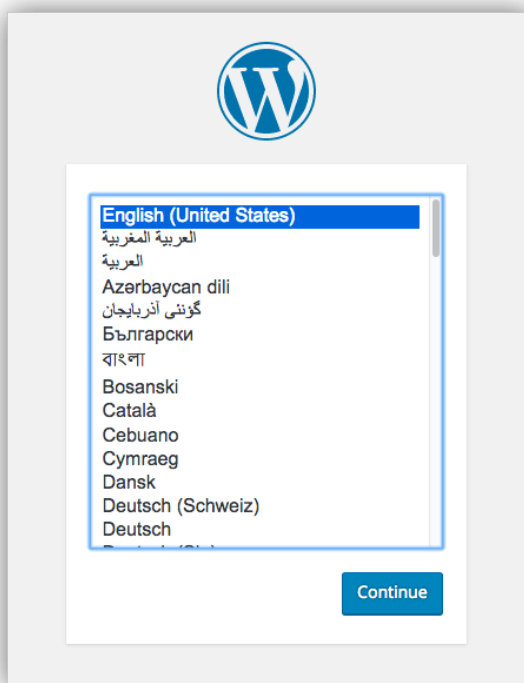 English (United States)
العربية المغربية
العربية
Azərbaycan dili
گؤنئی آذربایجان
Български
বাংলা
Bosanski
Català
Cebuano
Cymraeg
Dansk
Deutsch (Schweiz)
Deutsch
Continue